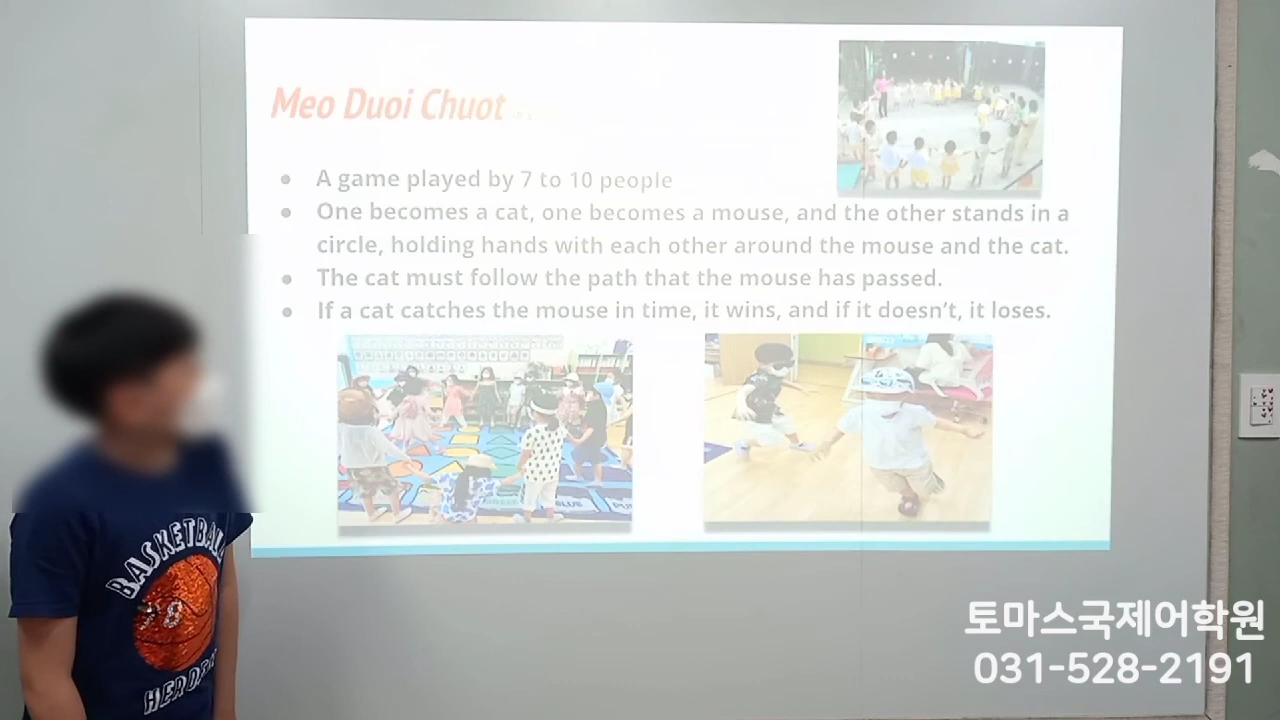 Meo Duoi Chuot
A game played by 7 to 10 people
One becomes a cat, one becomes a mouse, and the other stands in a
circle, holding hands with each other around the mouse and the cat.
The cat must follow the path that the mouse has passed.
If a cat catches the mouse in time, it wins, and if it doesn't, it loses.
BASKETBALL
토마스국제어학원
031-528-2191